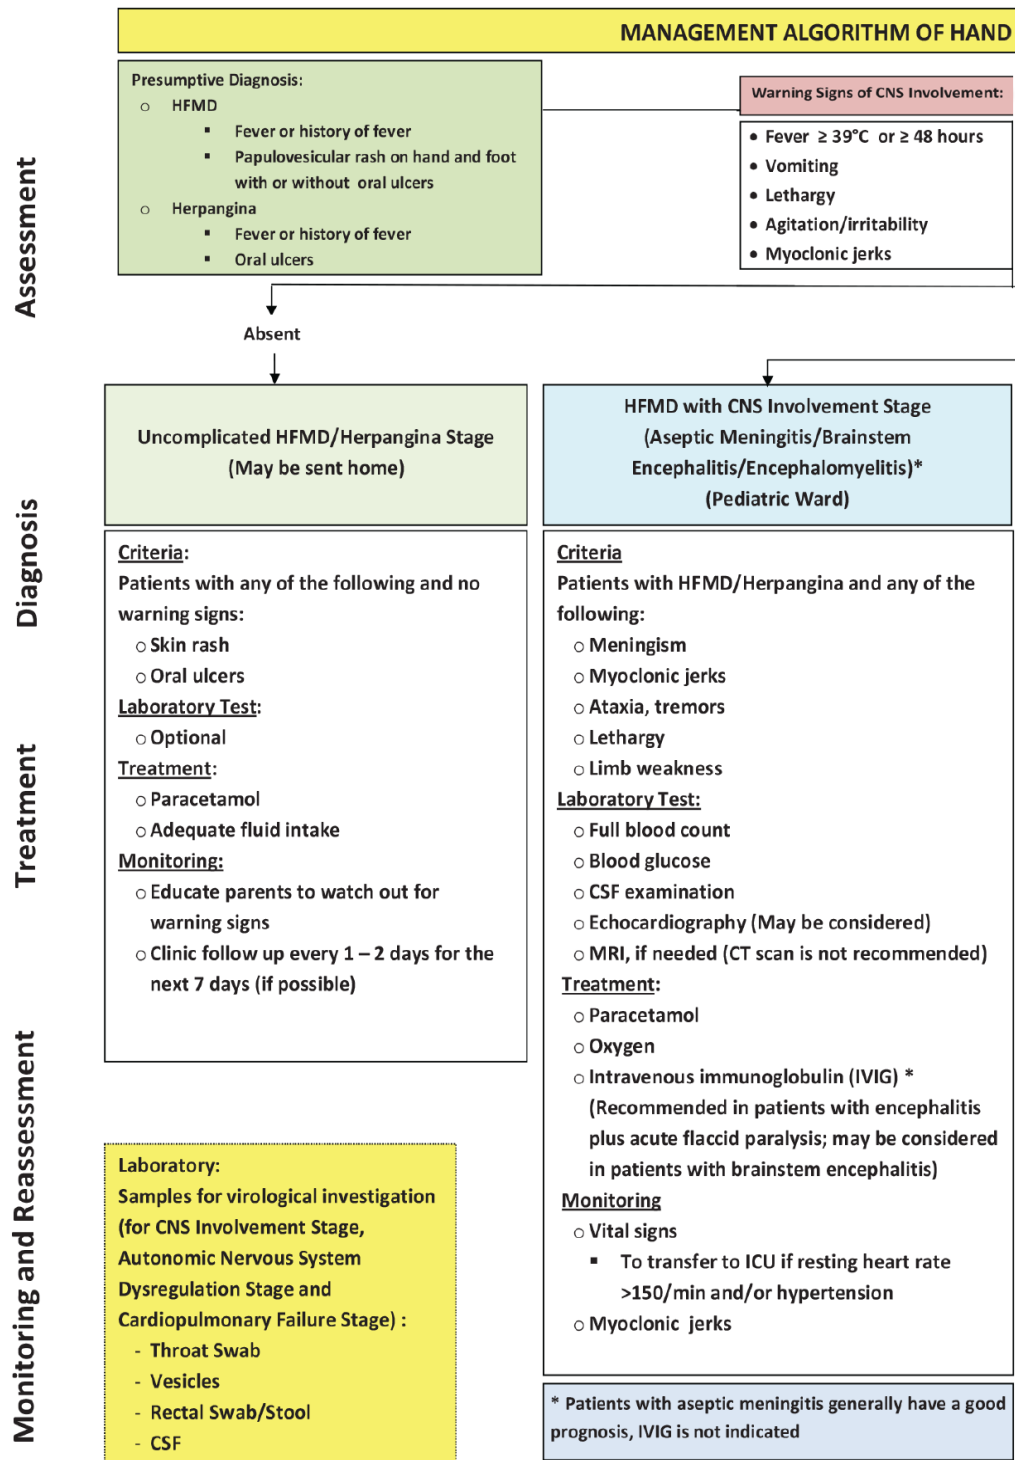 MANAGEMENT ALGORITHM OF HAND
Assessment
Presumptive Diagnosis:
o HFMD
▪ Fever or history of fever
▪ Papulovesicular rash on hand and foot
with or without oral ulcers
o Herpangina
▪ Fever or history of fever
▪ Oral ulcers
Warning Signs of CNS Involvement:
• Fever ≥ 39°C or ≥ 48 hours
• Vomiting
• Lethargy
• Agitation/irritability
• Myoclonic jerks
Absent
Diagnosis
Uncomplicated HFMD/Herpangina Stage
(May be sent home)
Criteria:
Patients with any of the following and no
warning signs:
o Skin rash
o Oral ulcers
Laboratory Test:
o Optional
Treatment
Treatment:
o Paracetamol
o Adequate fluid intake
Monitoring:
o Educate parents to watch out for
warning signs
o Clinic follow up every 1 – 2 days for the
next 7 days (if possible)
HFMD with CNS Involvement Stage
(Aseptic Meningitis/Brainstem
Encephalitis/Encephalomyelitis)*
(Pediatric Ward)
Criteria
Patients with HFMD/Herpangina and any of the
following:
o Meningism
o Myoclonic jerks
o Ataxia, tremors
o Lethargy
o Limb weakness
Laboratory Test:
o Full blood count
o Blood glucose
o CSF examination
o Echocardiography (May be considered)
o MRI, if needed (CT scan is not recommended)
Treatment:
o Paracetamol
o Oxygen
o Intravenous immunoglobulin (IVIG) *
(Recommended in patients with encephalitis
plus acute flaccid paralysis; may be considered
in patients with brainstem encephalitis)
Monitoring
o Vital signs
▪ To transfer to ICU if resting heart rate
>150/min and/or hypertension
o Myoclonic jerks
* Patients with aseptic meningitis generally have a good
prognosis, IVIG is not indicated
Monitoring and Reassessment
Laboratory:
Samples for virological investigation
(for CNS Involvement Stage,
Autonomic Nervous System
Dysregulation Stage and
Cardiopulmonary Failure Stage) :
- Throat Swab
- Vesicles
- Rectal Swab/Stool
- CSF